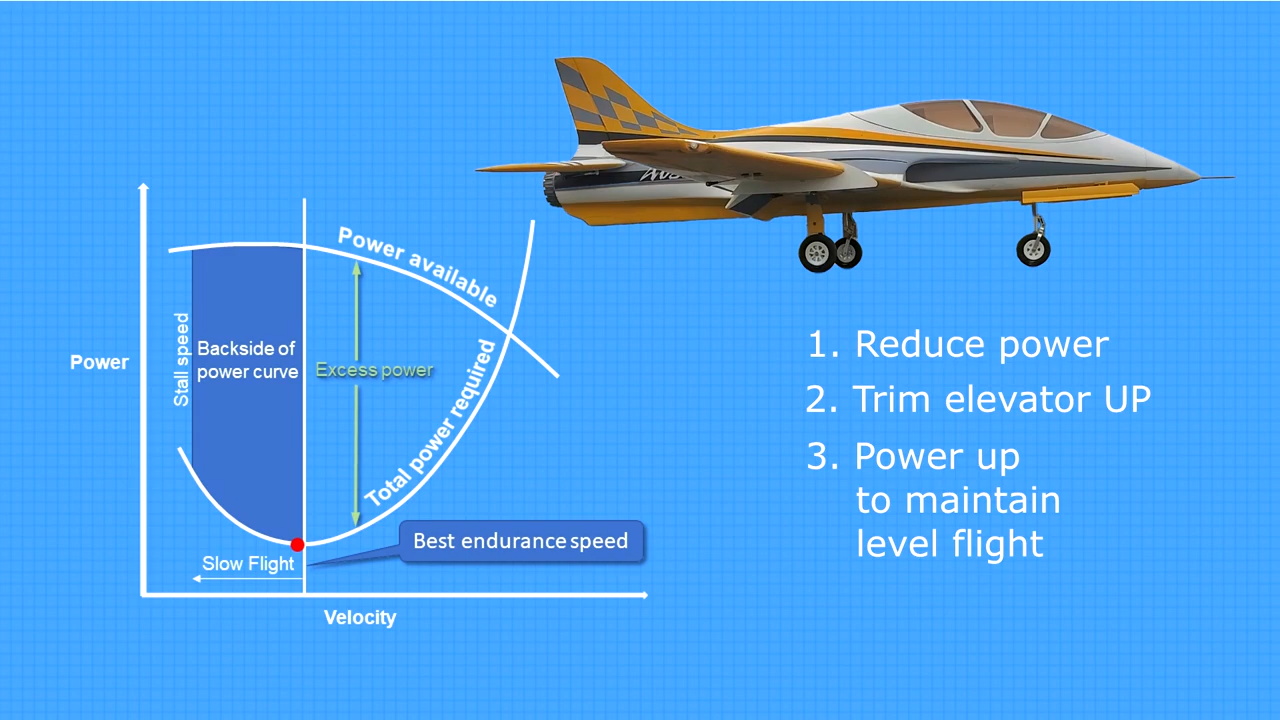 Power available
Power
Stall speed
Backside of
power curve
Excess power
Total power required
Best endurance speed
Slow Flight
Velocity
1. Reduce power
2. Trim elevator UP
3. Power up
to maintain
level flight